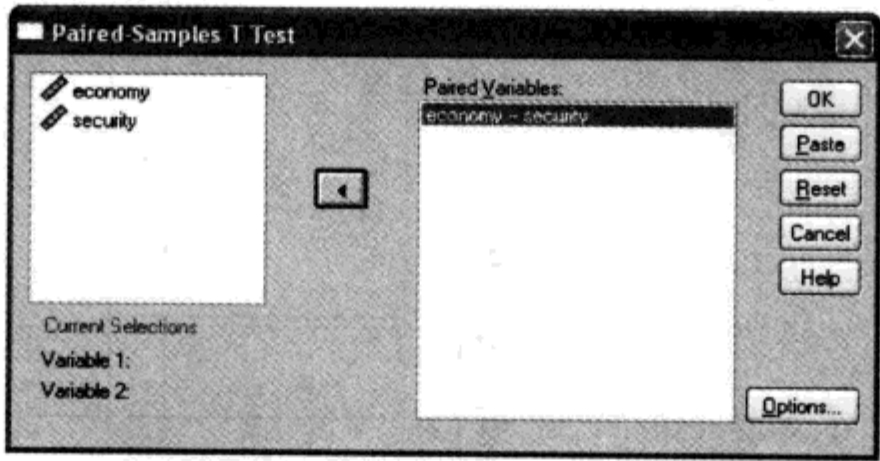 Paired-Samples T Test
economy
security
Paired Variables:
economy - security
OK
Paste
Reset
Cancel
Help
Current Selections
Variable 1:
Variable 2:
Options...